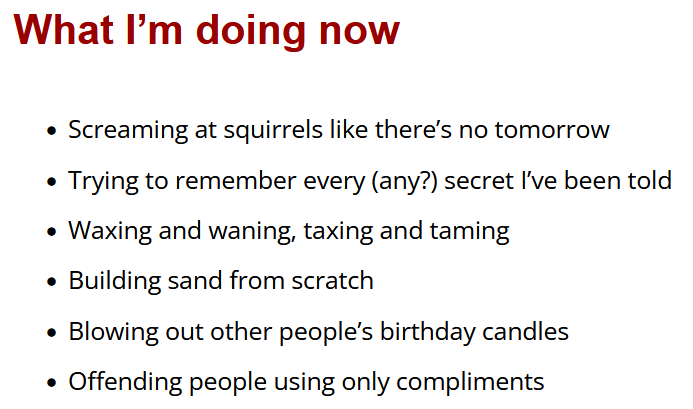 What I’m doing now
• Screaming at squirrels like there’s no tomorrow
• Trying to remember every (any?) secret I’ve been told
• Waxing and waning, taxing and taming
• Building sand from scratch
• Blowing out other people’s birthday candles
• Offending people using only compliments